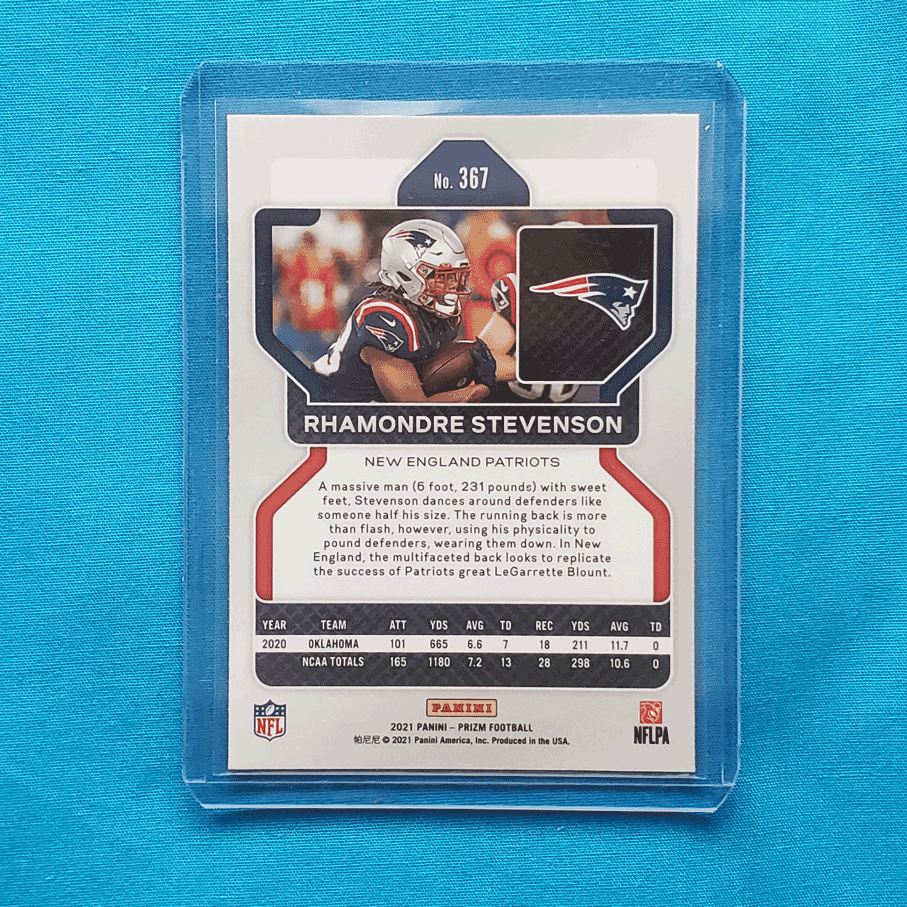 No. 367
RHAMONDRE STEVENSON
NEW ENGLAND PATRIOTS
A massive man (6 foot, 231 pounds) with sweet
feet, Stevenson dances around defenders like
someone half his size. The running back is more
than flash, however, using his physicality to
pound defenders, wearing them down. In New
England, the multifaceted back looks to replicate
the success of Patriots great LeGarrette Blount.
YEAR TEAM ATT YDS AVG TD REC YDS AVG TD
2020 OKLAHOMA 101 665 6.6 7 18 211 11.7 0
NCAA TOTALS 165 1180 7.2 13 28 298 10.6 0
PANINI
NFL
2021 PANINI – PRIZM FOOTBALL
帕尼尼 © 2021 Panini America, Inc. Produced in the USA.
NFLPA